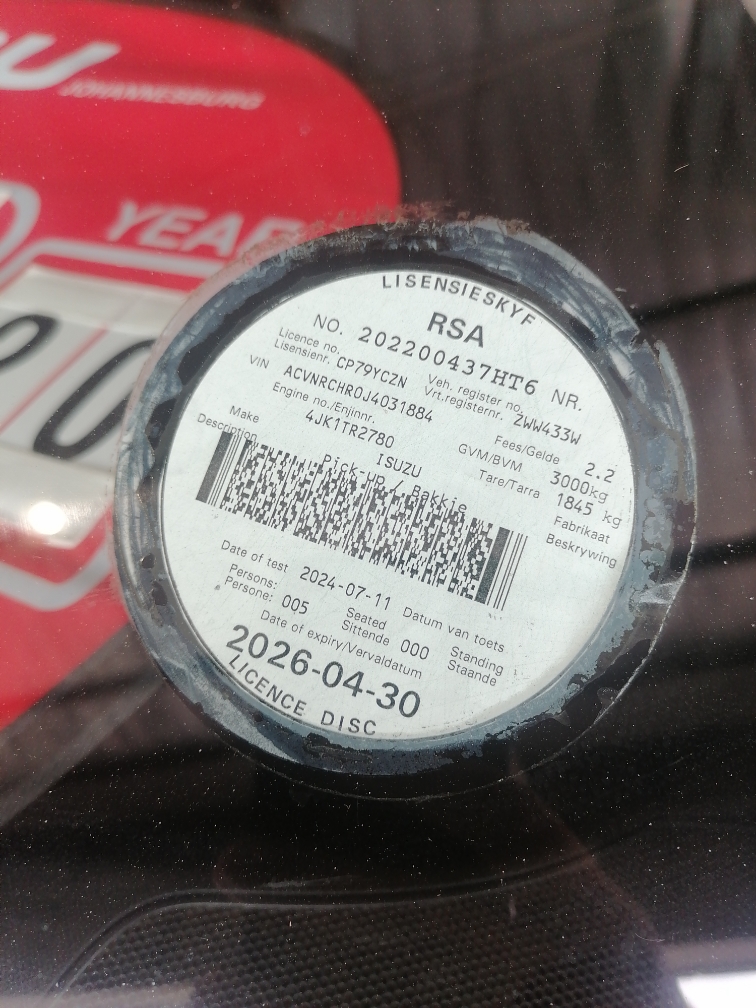 JOHANNESBURG
YEAR
LISENSIESKYF
RSA
NO. 202200437HT6 NR.
Licence no. CP79YCZN Veh. register no. ZWW433W
Lisensienr. Vrt.registernr.
VIN ACVNRCHR0J4031884 Fees/Gelde 2.2
Engine no./Enjinnr. GVM/BVM 3000kg
4JK1TR2780 Tare/Tarra 1845 kg
Make ISUZU Fabrikaat
Description Pick-up / Bakkie Beskrywing
Date of test 2024-07-11 Datum van toets
Persons: 005 Seated 000 Standing
Persone: Sittende Staande
Date of expiry/Vervaldatum
2026-04-30
LICENCE DISC